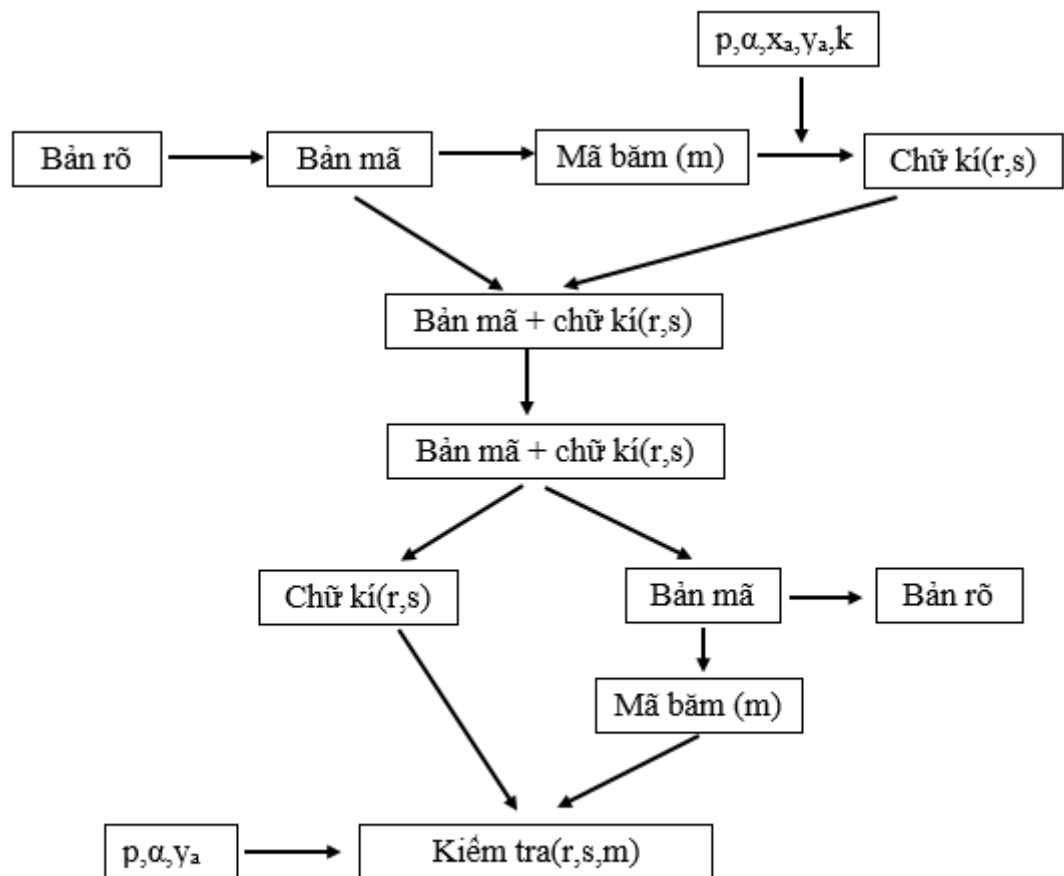 p,α,xₐ,yₐ,k
Bản rõ
Bản mã
Mã băm (m)
Chữ kí(r,s)
Bản mã + chữ kí(r,s)
Bản mã + chữ kí(r,s)
Chữ kí(r,s)
Bản mã
Bản rõ
Mã băm (m)
p,α,yₐ
Kiểm tra(r,s,m)